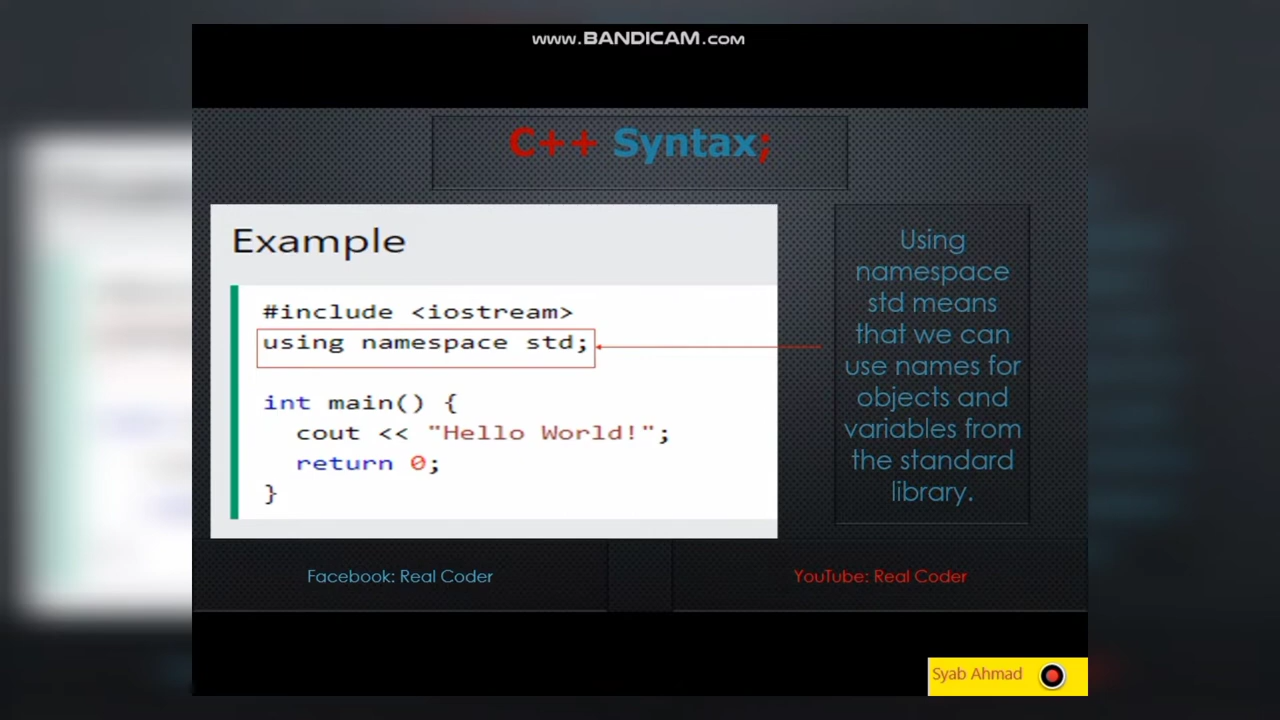 www.BANDICAM.com
C++ Syntax;
Example
#include <iostream>
using namespace std;
int main() {
cout << "Hello World!";
return 0;
}
Using
namespace
std means
that we can
use names for
objects and
variables from
the standard
library.
Facebook: Real Coder
YouTube: Real Coder
Syab Ahmad